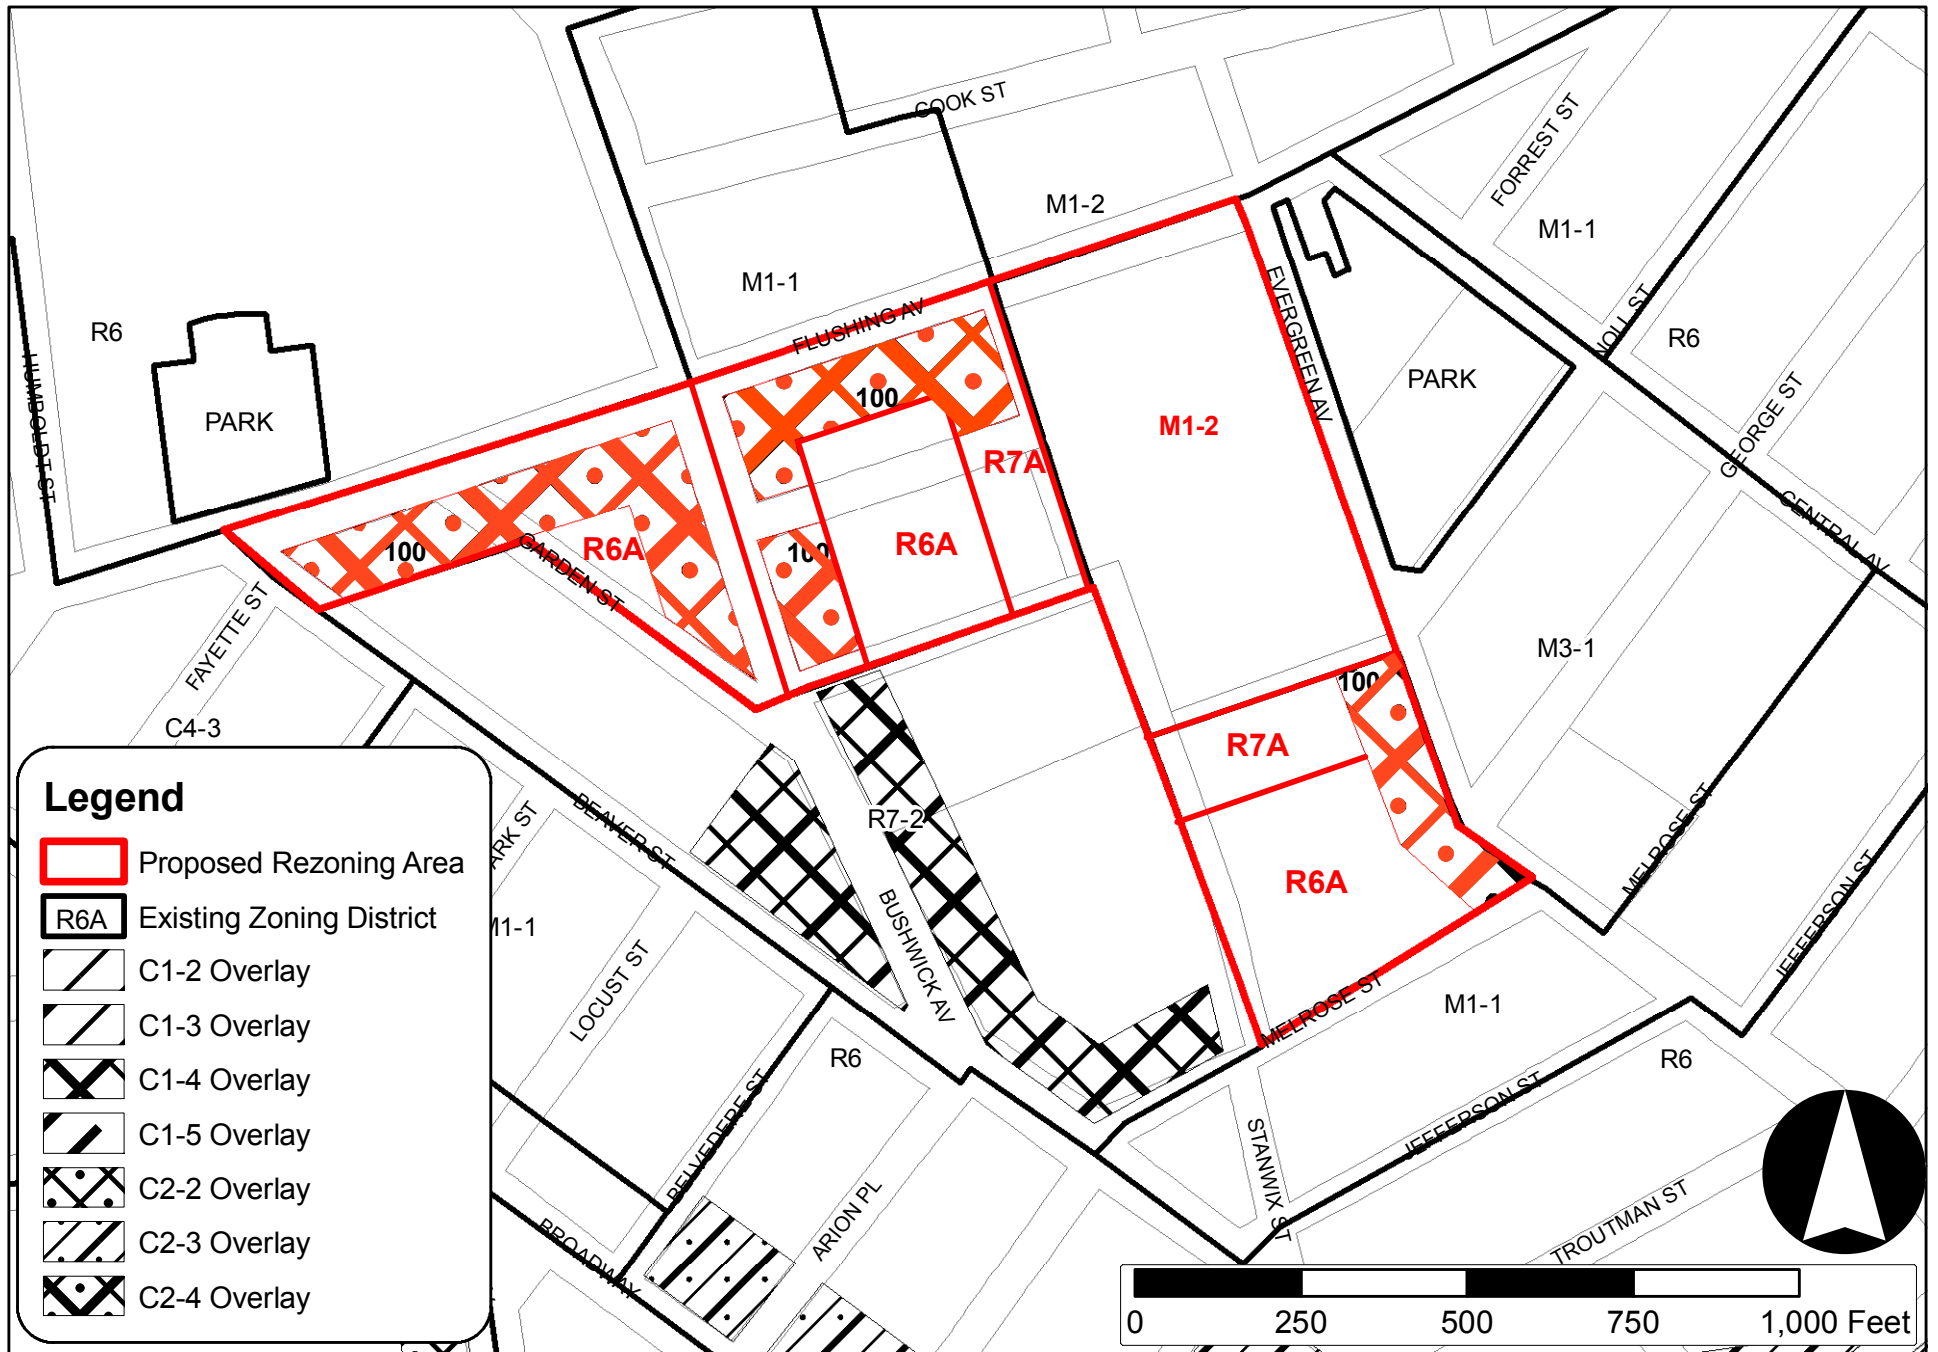 COOK ST
FORREST ST
M1-2
M1-1
M1-1
FLUSHING AV
EVERGREEN AV
NOLL ST
R6
R6
HUMBOLDT ST
PARK
PARK
GEORGE ST
100
M1-2
R7A
CENTRAL AV
100
GARDEN ST
R6A
100
R6A
FAYETTE ST
M3-1
100
C4-3
R7A
R7-2
MELROSE ST
BEAVER ST
ARK ST
R6A
JEFFERSON ST
BUSHWICK AV
M1-1
LOCUST ST
MELROSE ST
M1-1
R6
R6
BELVEDERE ST
JEFFERSON ST
STANWIX ST
ARION PL
TROUTMAN ST
BROADWAY
Legend
Proposed Rezoning Area
R6A Existing Zoning District
C1-2 Overlay
C1-3 Overlay
C1-4 Overlay
C1-5 Overlay
C2-2 Overlay
C2-3 Overlay
C2-4 Overlay
0 250 500 750 1,000 Feet